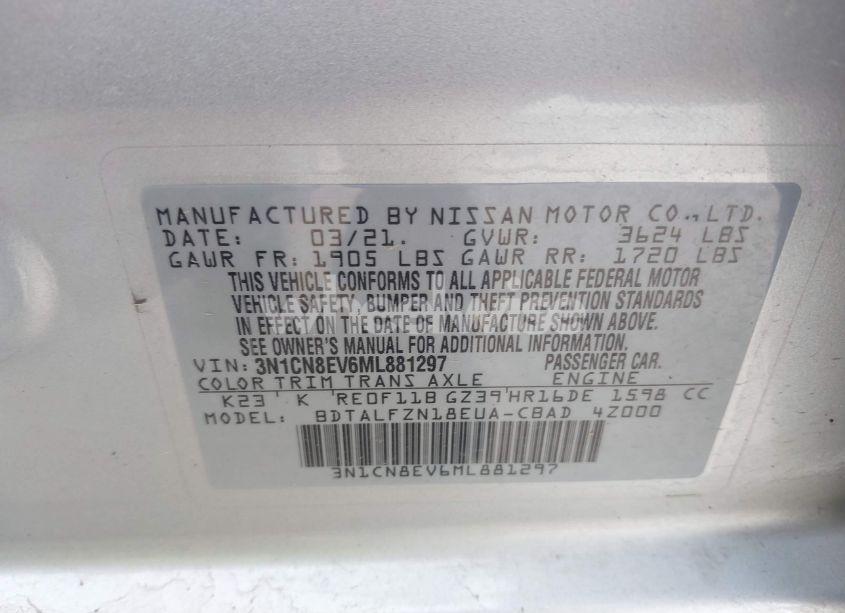 MANUFACTURED BY NISSAN MOTOR CO.,LTD.
DATE: 03/21. GVWR: 3624 LBS
GAWR FR: 1905 LBS GAWR RR: 1720 LBS
THIS VEHICLE CONFORMS TO ALL APPLICABLE FEDERAL MOTOR
VEHICLE SAFETY, BUMPER AND THEFT PREVENTION STANDARDS
IN EFFECT ON THE DATE OF MANUFACTURE SHOWN ABOVE.
SEE OWNER'S MANUAL FOR ADDITIONAL INFORMATION.
VIN: 3N1CN8EV6ML881297 PASSENGER CAR.
COLOR TRIM TRANS AXLE ENGINE
K23 K RE0F11B GZ39 HR16DE 1598 CC
MODEL: BDTALFZN18EUA-CBAD 4Z000
3N1CN8EV6ML881297